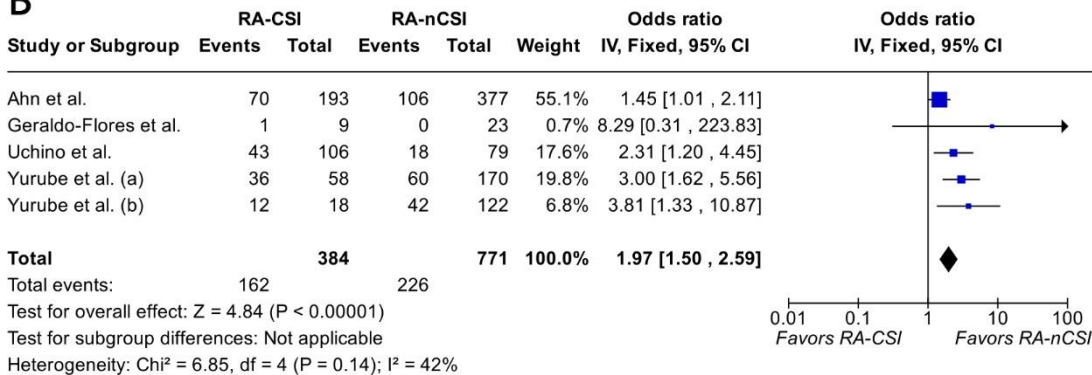 B
RA-CSI RA-nCSI Odds ratio Odds ratio
Study or Subgroup Events Total Events Total Weight IV, Fixed, 95% CI IV, Fixed, 95% CI
Ahn et al. 70 193 106 377 55.1% 1.45 [1.01 , 2.11]
Geraldo-Flores et al. 1 9 0 23 0.7% 8.29 [0.31 , 223.83]
Uchino et al. 43 106 18 79 17.6% 2.31 [1.20 , 4.45]
Yurube et al. (a) 36 58 60 170 19.8% 3.00 [1.62 , 5.56]
Yurube et al. (b) 12 18 42 122 6.8% 3.81 [1.33 , 10.87]
Total 384 771 100.0% 1.97 [1.50 , 2.59]
Total events: 162 226
Test for overall effect: Z = 4.84 (P < 0.00001)
Test for subgroup differences: Not applicable
Heterogeneity: Chi² = 6.85, df = 4 (P = 0.14); I² = 42%
0.01 0.1 1 10 100
Favors RA-CSI Favors RA-nCSI